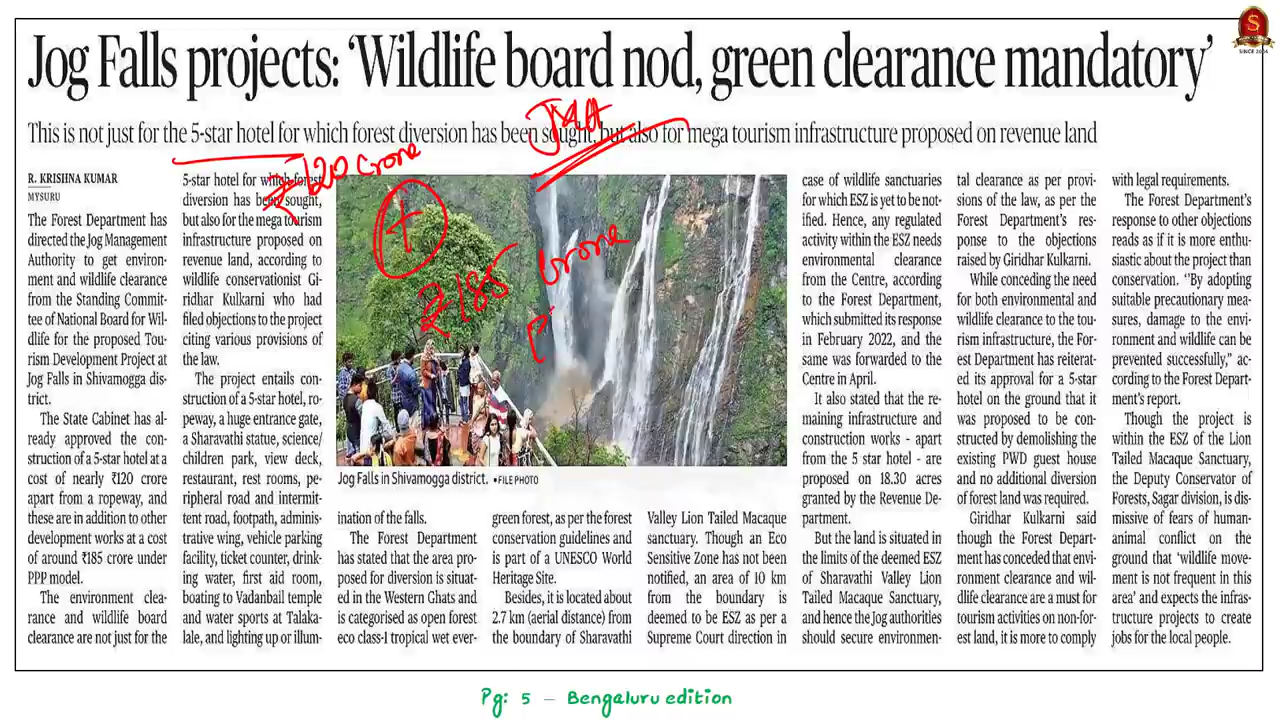 Jog Falls projects: ‘Wildlife board nod, green clearance mandatory’
This is not just for the 5-star hotel for which forest diversion has been sought, but also for mega tourism infrastructure proposed on revenue land
R. KRISHNA KUMAR
MYSURU
The Forest Department has
directed the Jog Management
Authority to get environ-
ment and wildlife clearance
from the Standing Commit-
tee of National Board for Wil-
dlife for the proposed Tou-
rism Development Project at
Jog Falls in Shivamogga dis-
trict.
The State Cabinet has al-
ready approved the con-
struction of a 5-star hotel at a
cost of nearly ₹120 crore
apart from a ropeway, and
these are in addition to other
development works at a cost
of around ₹185 crore under
PPP model.
The environment clea-
rance and wildlife board
clearance are not just for the
5-star hotel for which forest
diversion has been sought,
but also for the mega tourism
infrastructure proposed on
revenue land, according to
wildlife conservationist Gi-
ridhar Kulkarni who had
filed objections to the project
citing various provisions of
the law.
The project entails con-
struction of a 5-star hotel, ro-
peway, a huge entrance gate,
a Sharavathi statue, science/
children park, view deck,
restaurant, rest rooms, pe-
ripheral road and intermit-
tent road, footpath, adminis-
trative wing, vehicle parking
facility, ticket counter, drink-
ing water, first aid room,
boating to Vadanbail temple
and water sports at Talaka-
lale, and lighting up or illum-
JMA
₹120 crore
+
₹185 crore
P
Jog Falls in Shivamogga district. •FILE PHOTO
ination of the falls.
The Forest Department
has stated that the area pro-
posed for diversion is situat-
ed in the Western Ghats and
is categorised as open forest
eco class-1 tropical wet ever-
green forest, as per the forest
conservation guidelines and
is part of a UNESCO World
Heritage Site.
Besides, it is located about
2.7 km (aerial distance) from
the boundary of Sharavathi
Valley Lion Tailed Macaque
sanctuary. Though an Eco
Sensitive Zone has not been
notified, an area of 10 km
from the boundary is
deemed to be ESZ as per a
Supreme Court direction in
case of wildlife sanctuaries
for which ESZ is yet to be not-
ified. Hence, any regulated
activity within the ESZ needs
environmental clearance
from the Centre, according
to the Forest Department,
which submitted its response
in February 2022, and the
same was forwarded to the
Centre in April.
It also stated that the re-
maining infrastructure and
construction works - apart
from the 5 star hotel - are
proposed on 18.30 acres
granted by the Revenue De-
partment.
But the land is situated in
the limits of the deemed ESZ
of Sharavathi Valley Lion
Tailed Macaque Sanctuary,
and hence the Jog authorities
should secure environmen-
tal clearance as per provi-
sions of the law, as per the
Forest Department’s res-
ponse to the objections
raised by Giridhar Kulkarni.
While conceding the need
for both environmental and
wildlife clearance to the tou-
rism infrastructure, the For-
est Department has reiterat-
ed its approval for a 5-star
hotel on the ground that it
was proposed to be con-
structed by demolishing the
existing PWD guest house
and no additional diversion
of forest land was required.
Giridhar Kulkarni said
though the Forest Depart-
ment has conceded that envi-
ronment clearance and wil-
dlife clearance are a must for
tourism activities on non-for-
est land, it is more to comply
with legal requirements.
The Forest Department’s
response to other objections
reads as if it is more enthu-
siastic about the project than
conservation. “By adopting
suitable precautionary mea-
sures, damage to the envi-
ronment and wildlife can be
prevented successfully,” ac-
cording to the Forest Depart-
ment’s report.
Though the project is
within the ESZ of the Lion
Tailed Macaque Sanctuary,
the Deputy Conservator of
Forests, Sagar division, is dis-
missive of fears of human-
animal conflict on the
ground that ‘wildlife move-
ment is not frequent in this
area’ and expects the infras-
tructure projects to create
jobs for the local people.
S
SINCE 2004
Pg: 5 – Bengaluru edition